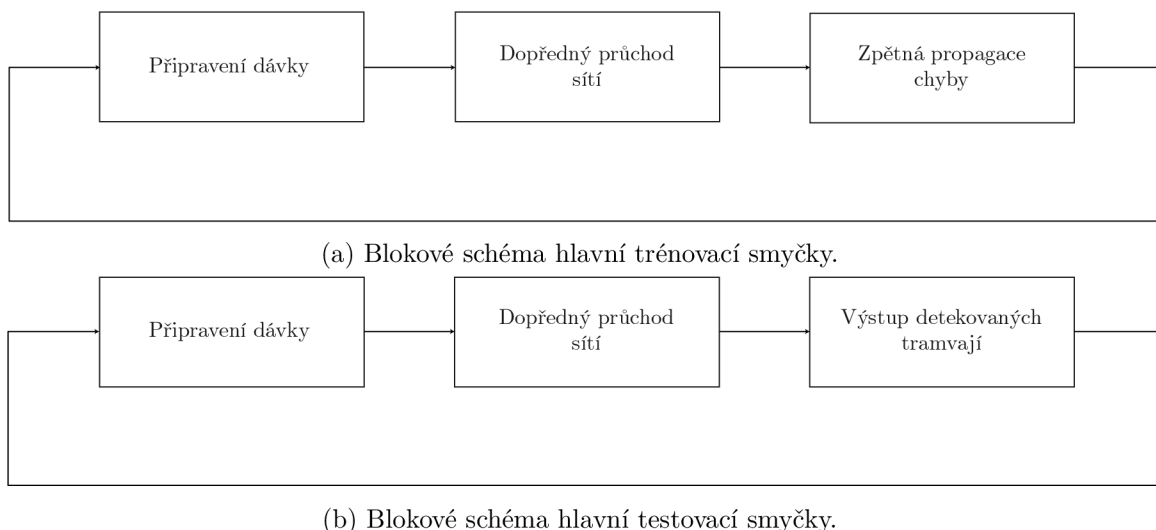 Připravení dávky
Dopředný průchod
sítí
Zpětná propagace
chyby
(a) Blokové schéma hlavní trénovací smyčky.
Připravení dávky
Dopředný průchod
sítí
Výstup detekovaných
tramvají
(b) Blokové schéma hlavní testovací smyčky.